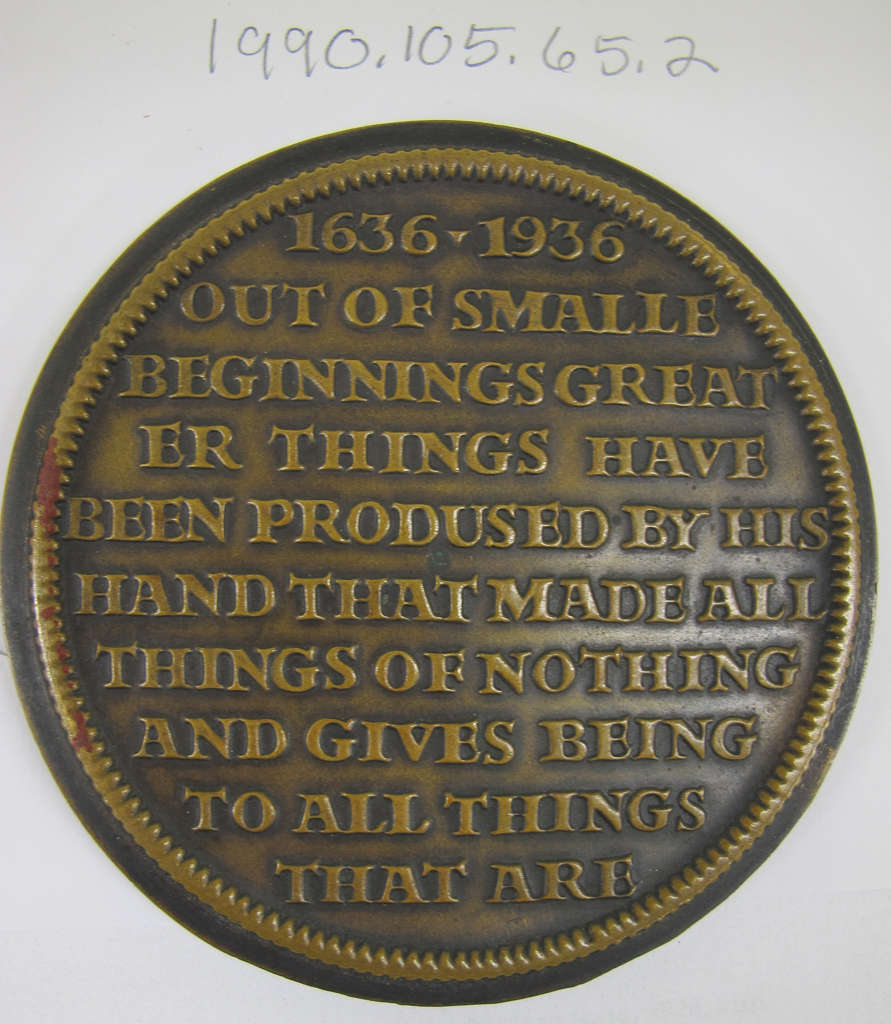 1990.105.65.2
1636 ▾ 1936
OUT OF SMALLE
BEGINNINGS GREAT
ER THINGS HAVE
BEEN PRODUSED BY HIS
HAND THAT MADE ALL
THINGS OF NOTHING
AND GIVES BEING
TO ALL THINGS
THAT ARE